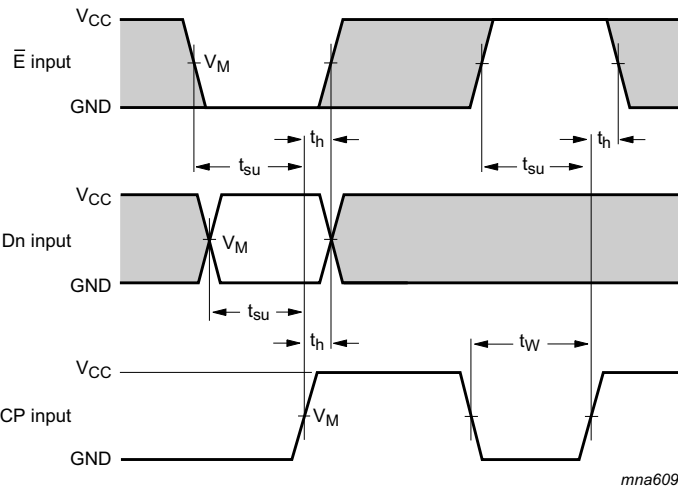 VCC
E̅ input
VM
GND
th
th
tsu
tsu
VCC
Dn input
VM
GND
tsu
th
tW
VCC
CP input
VM
GND
mna609